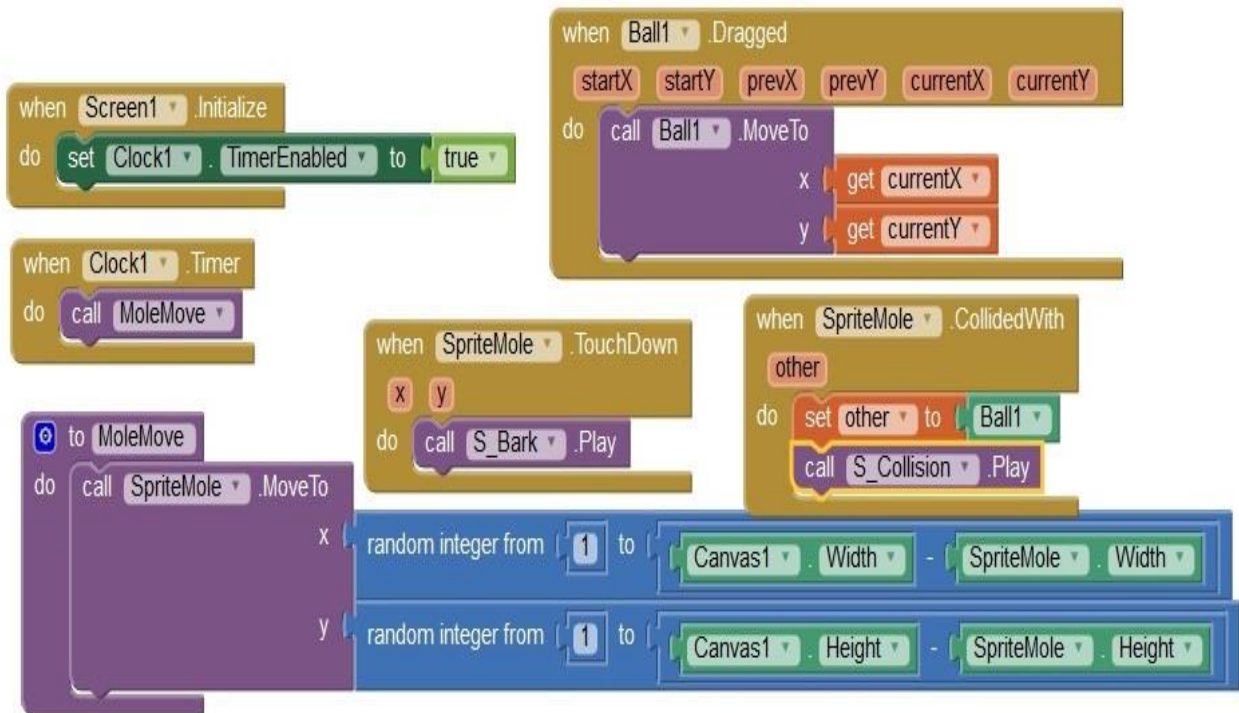 when Screen1 .Initialize
do set Clock1 . TimerEnabled to true
when Clock1 .Timer
do call MoleMove
when Ball1 .Dragged
startX startY prevX prevY currentX currentY
do call Ball1 .MoveTo
x get currentX
y get currentY
when SpriteMole .TouchDown
x y
do call S_Bark .Play
when SpriteMole .CollidedWith
other
do set other to Ball1
call S_Collision .Play
to MoleMove
do call SpriteMole .MoveTo
x random integer from 1 to Canvas1 . Width - SpriteMole . Width
y random integer from 1 to Canvas1 . Height - SpriteMole . Height